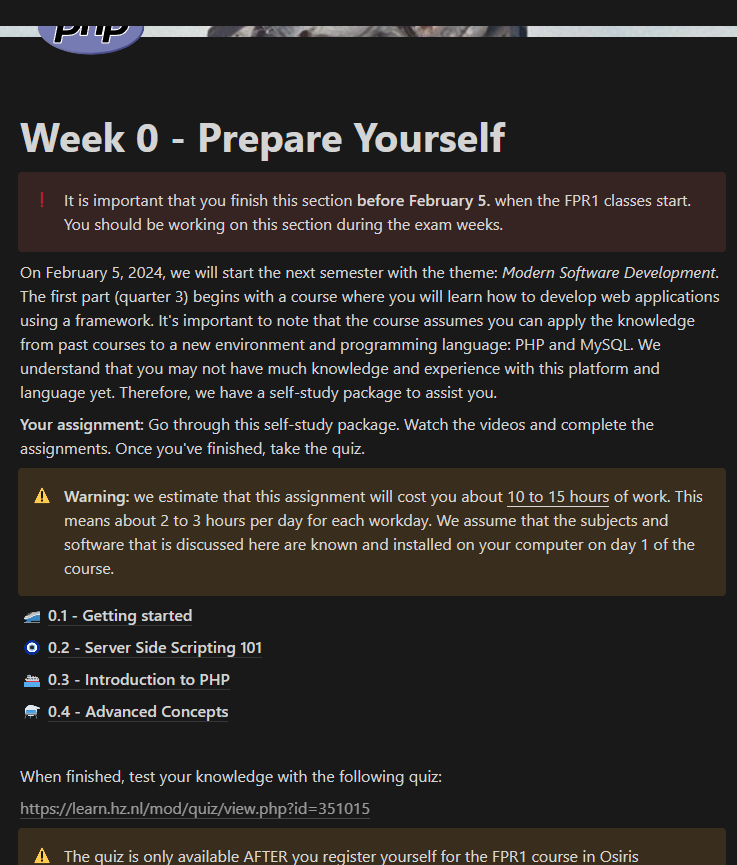 php
Week 0 - Prepare Yourself
It is important that you finish this section before February 5. when the FPR1 classes start.
You should be working on this section during the exam weeks.
On February 5, 2024, we will start the next semester with the theme: Modern Software Development.
The first part (quarter 3) begins with a course where you will learn how to develop web applications
using a framework. It's important to note that the course assumes you can apply the knowledge
from past courses to a new environment and programming language: PHP and MySQL. We
understand that you may not have much knowledge and experience with this platform and
language yet. Therefore, we have a self-study package to assist you.
Your assignment: Go through this self-study package. Watch the videos and complete the
assignments. Once you've finished, take the quiz.
Warning: we estimate that this assignment will cost you about 10 to 15 hours of work. This
means about 2 to 3 hours per day for each workday. We assume that the subjects and
software that is discussed here are known and installed on your computer on day 1 of the
course.
0.1 - Getting started
0.2 - Server Side Scripting 101
0.3 - Introduction to PHP
0.4 - Advanced Concepts
When finished, test your knowledge with the following quiz:
https://learn.hz.nl/mod/quiz/view.php?id=351015
The quiz is only available AFTER you register yourself for the FPR1 course in Osiris